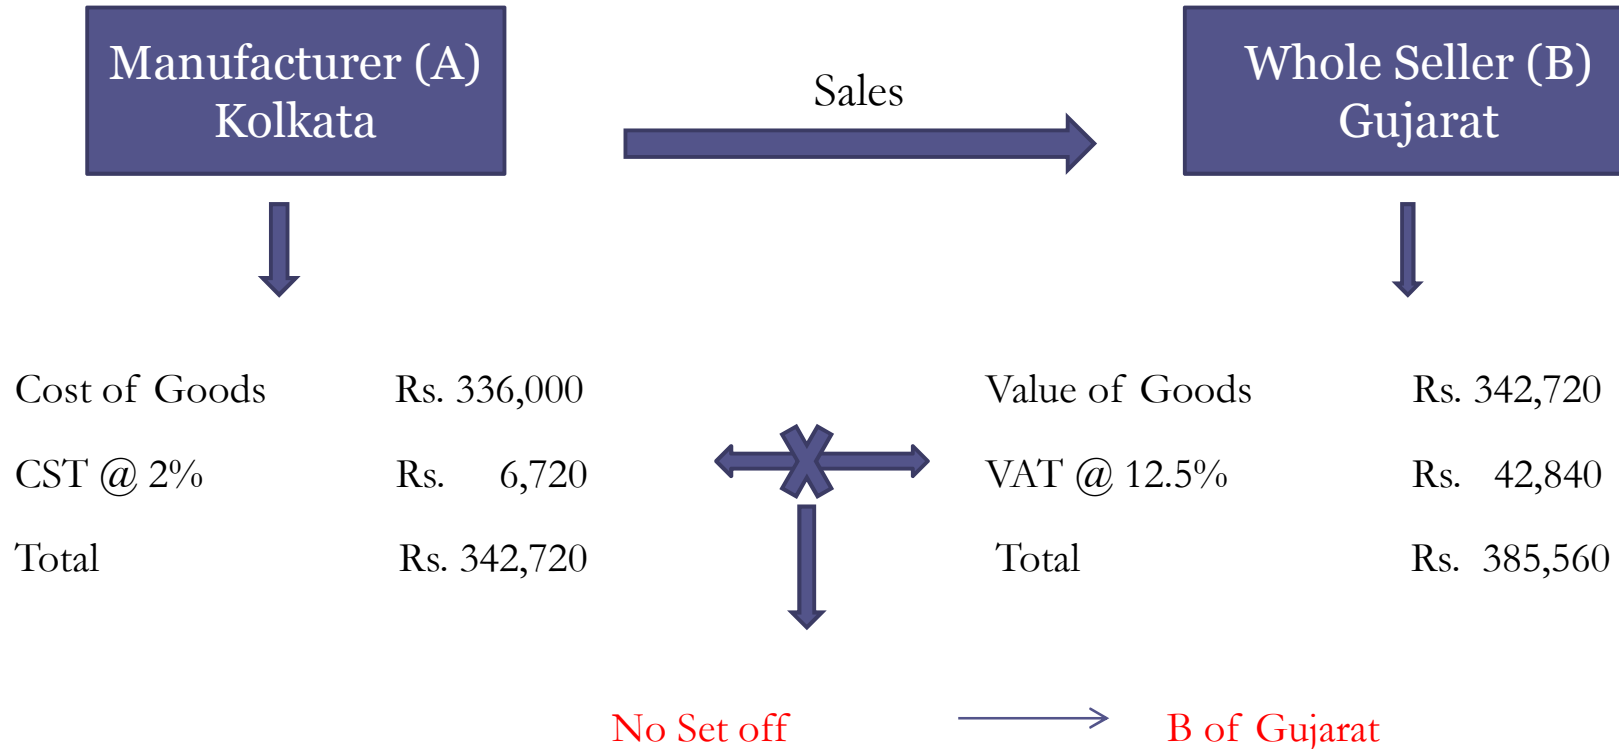 Manufacturer (A)
Kolkata
Sales
Whole Seller (B)
Gujarat
Cost of Goods Rs. 336,000
CST @ 2% Rs. 6,720
Total Rs. 342,720
Value of Goods Rs. 342,720
VAT @ 12.5% Rs. 42,840
Total Rs. 385,560
No Set off
B of Gujarat